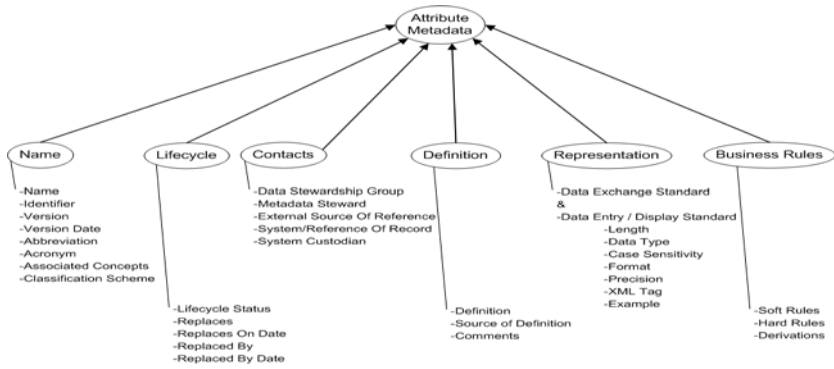 Attribute
Metadata
Name
Lifecycle
Contacts
Definition
Representation
Business Rules
-Name
-Identifier
-Version
-Version Date
-Abbreviation
-Acronym
-Associated Concepts
-Classification Scheme
-Lifecycle Status
-Replaces
-Replaces On Date
-Replaced By
-Replaced By Date
-Data Stewardship Group
-Metadata Steward
-External Source Of Reference
-System/Reference Of Record
-System Custodian
-Definition
-Source of Definition
-Comments
-Data Exchange Standard
&
-Data Entry / Display Standard
-Length
-Data Type
-Case Sensitivity
-Format
-Precision
-XML Tag
-Example
-Soft Rules
-Hard Rules
-Derivations